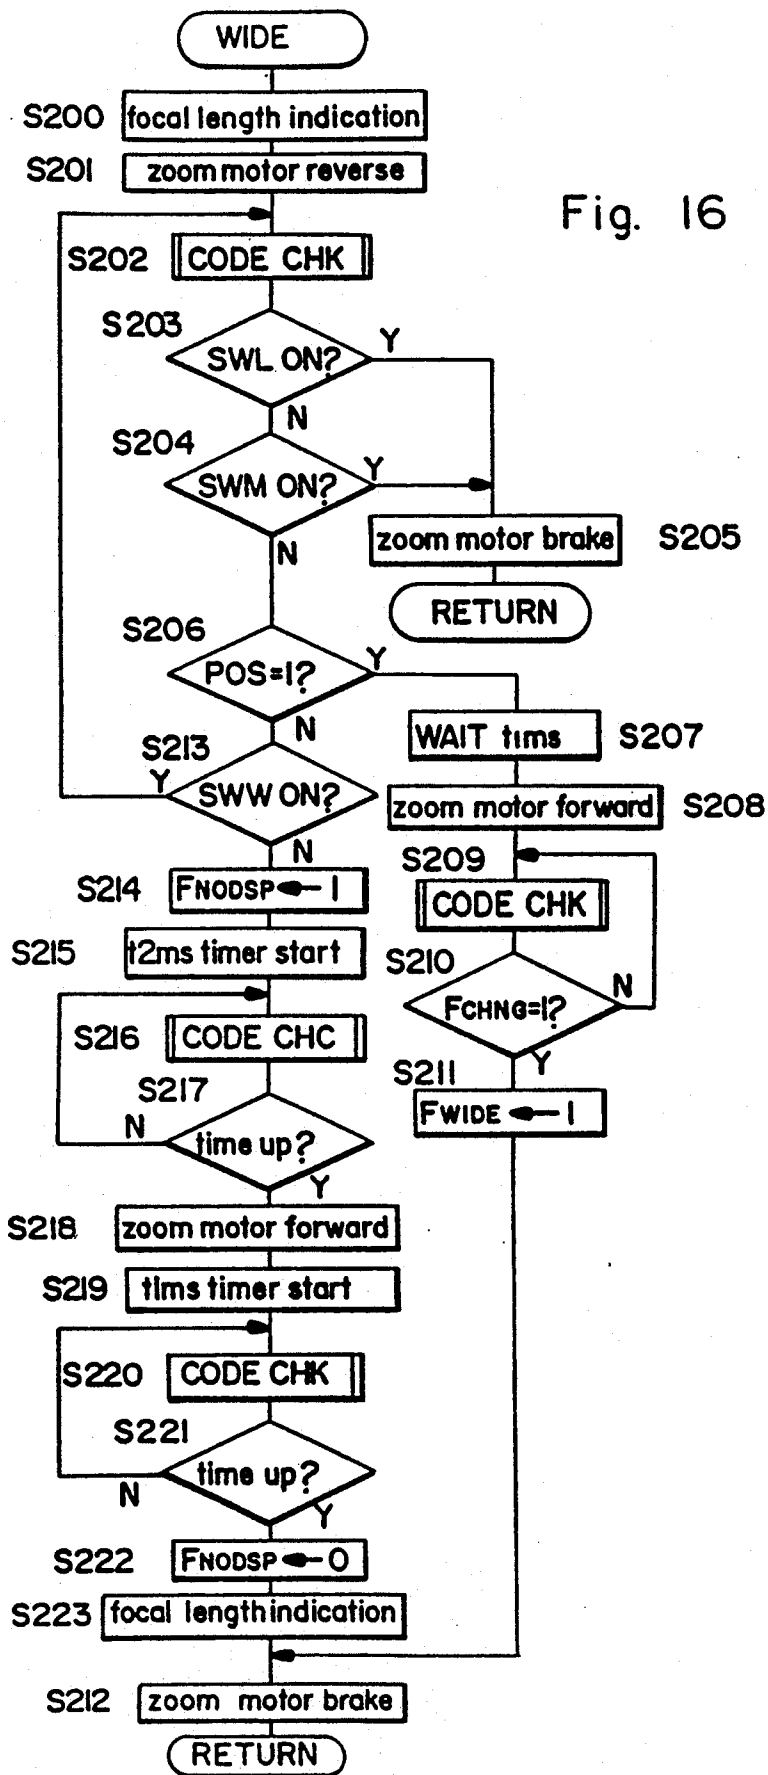 WIDE
S200 focal length indication
S201 zoom motor reverse
Fig. 16
S202 CODE CHK
S203
SWL ON? Y
N
S204
SWM ON? Y
N
zoom motor brake S205
RETURN
S206
POS=1? Y
N
WAIT t1ms S207
S213
Y SWW ON?
N
zoom motor forward S208
S209
CODE CHK
S214 FNODSP ← 1
S215 t2ms timer start
S210
FCHNG=1? N
Y
S216 CODE CHC
S211
FWIDE ← 1
S217
N time up?
Y
S218 zoom motor forward
S219 t1ms timer start
S220 CODE CHK
S221
time up?
N
Y
S222 FNODSP ← 0
S223 focal length indication
S212 zoom motor brake
RETURN